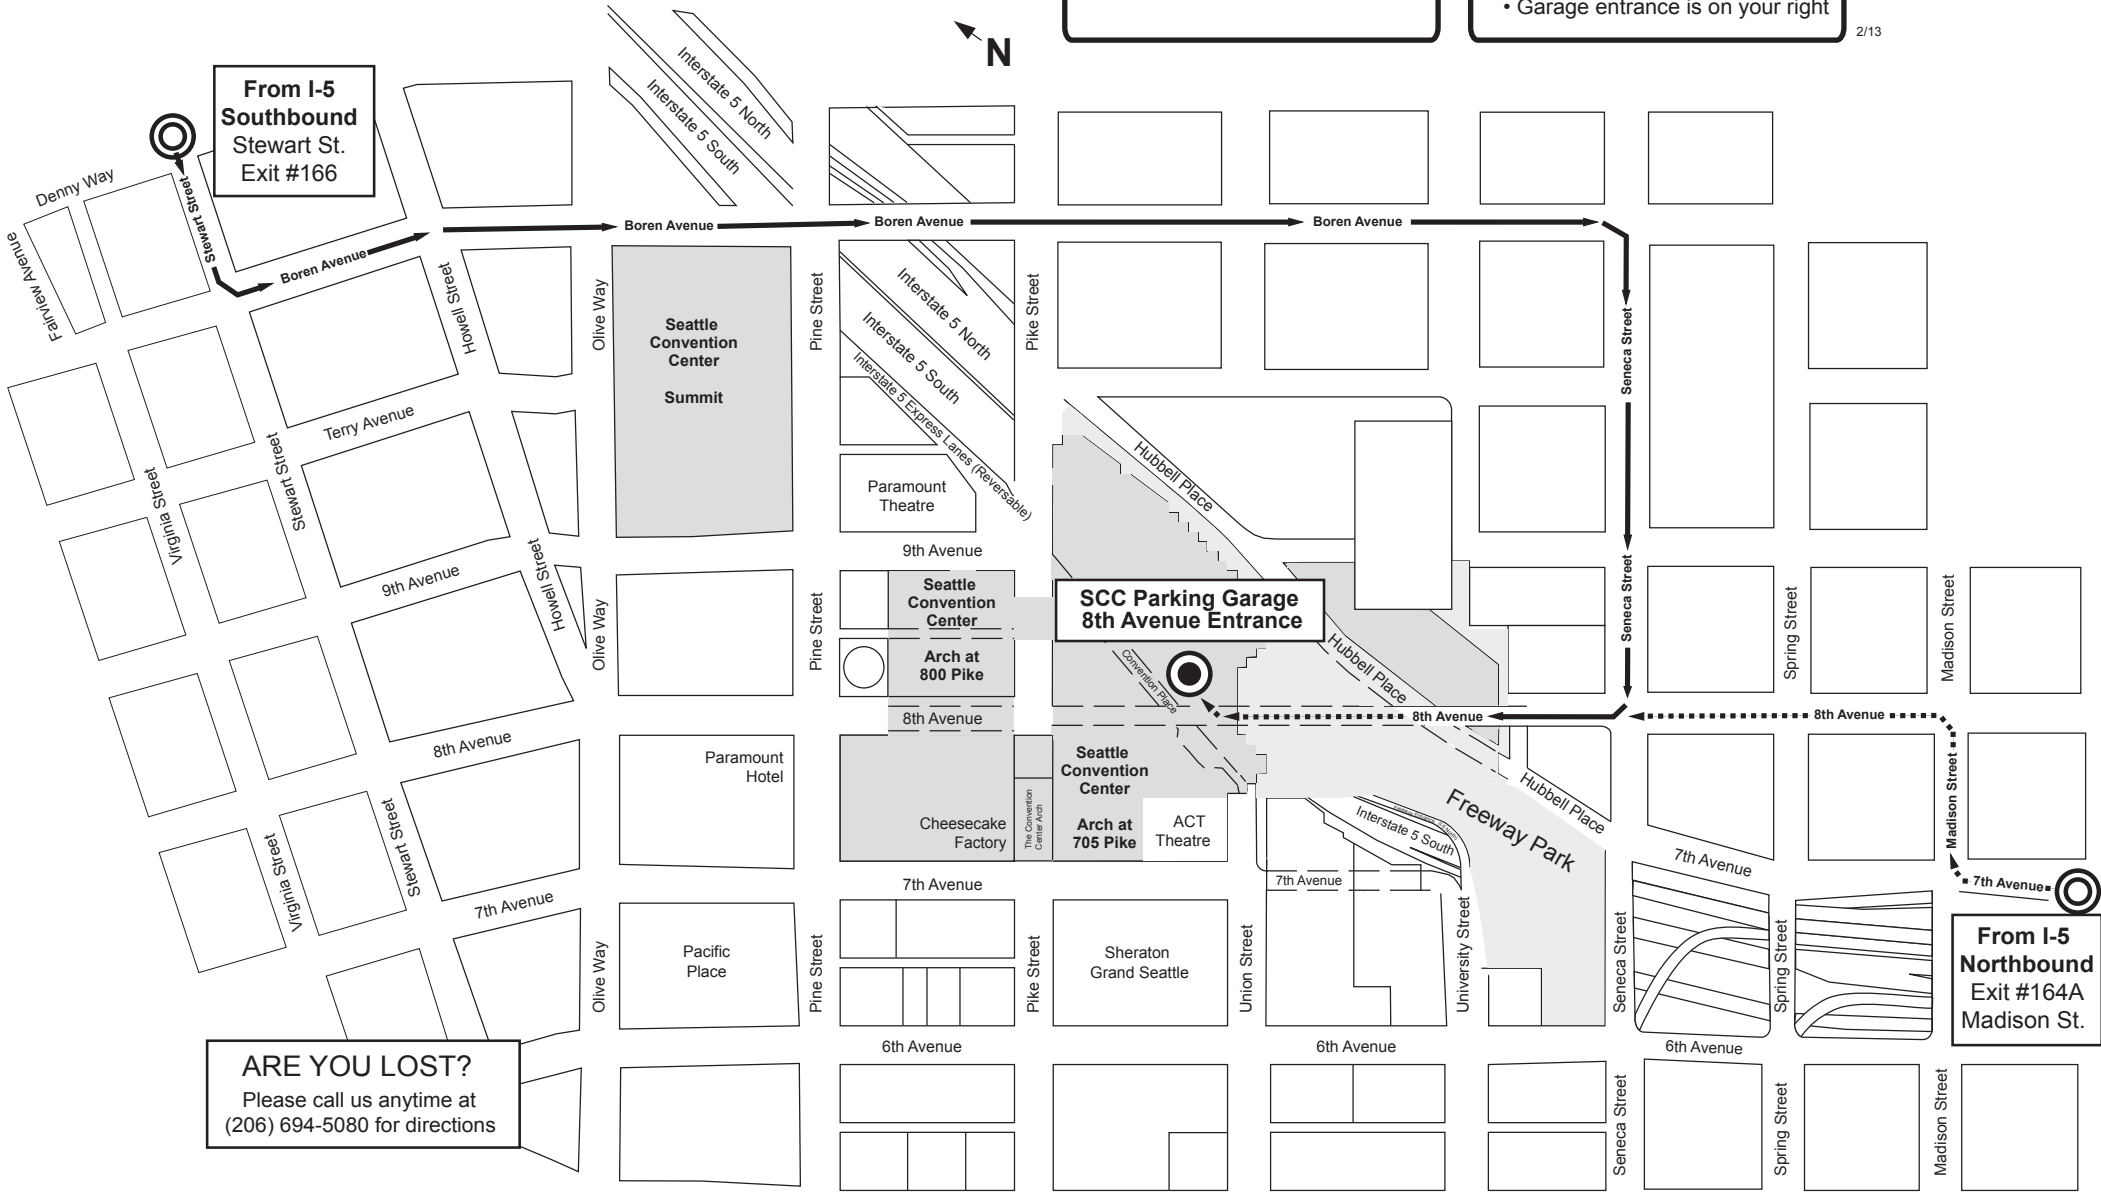 • Garage entrance is on your right
2/13
N
From I-5
Southbound
Stewart St.
Exit #166
Interstate 5 North
Interstate 5 South
Denny Way
Stewart Street
Fairview Avenue
Boren Avenue
Boren Avenue
Boren Avenue
Boren Avenue
Howell Street
Olive Way
Seattle
Convention
Center
Summit
Pine Street
Interstate 5 North
Interstate 5 South
Interstate 5 Express Lanes (Reversable)
Pike Street
Seneca Street
Terry Avenue
Stewart Street
Virginia Street
Paramount
Theatre
Hubbell Place
9th Avenue
9th Avenue
Howell Street
Olive Way
Pine Street
Seattle
Convention
Center
Arch at
800 Pike
SCC Parking Garage
8th Avenue Entrance
Convention Place
Hubbell Place
Seneca Street
Spring Street
Madison Street
8th Avenue
8th Avenue
8th Avenue
8th Avenue
Paramount
Hotel
Cheesecake
Factory
The Convention
Center Arch
Seattle
Convention
Center
Arch at
705 Pike
ACT
Theatre
Interstate 5 South
Freeway Park
Hubbell Place
Madison Street
7th Avenue
7th Avenue
7th Avenue
7th Avenue
7th Avenue
Virginia Street
Stewart Street
Olive Way
Pacific
Place
Pine Street
Pike Street
Sheraton
Grand Seattle
Union Street
University Street
Seneca Street
Spring Street
From I-5
Northbound
Exit #164A
Madison St.
6th Avenue
6th Avenue
6th Avenue
ARE YOU LOST?
Please call us anytime at
(206) 694-5080 for directions
Seneca Street
Spring Street
Madison Street